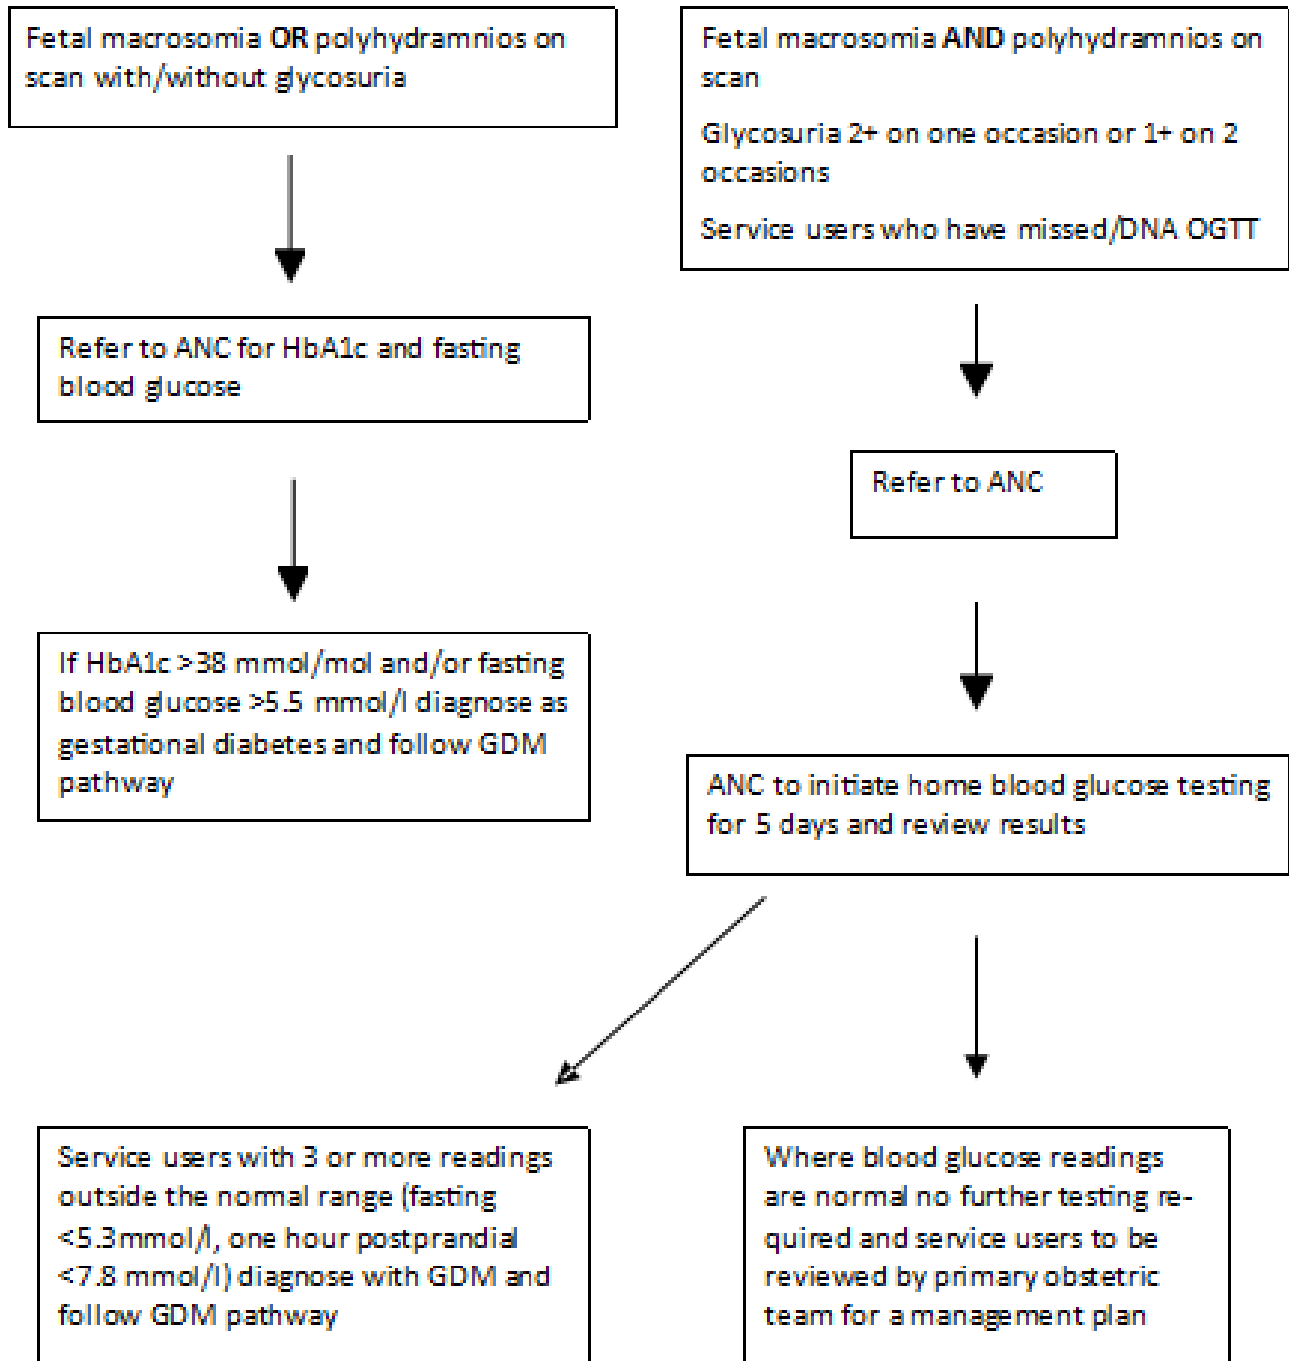 Fetal macrosomia OR polyhydramnios on
scan with/without glycosuria
Refer to ANC for HbA1c and fasting
blood glucose
If HbA1c >38 mmol/mol and/or fasting
blood glucose >5.5 mmol/l diagnose as
gestational diabetes and follow GDM
pathway
Fetal macrosomia AND polyhydramnios on
scan
Glycosuria 2+ on one occasion or 1+ on 2
occasions
Service users who have missed/DNA OGTT
Refer to ANC
ANC to initiate home blood glucose testing
for 5 days and review results
Service users with 3 or more readings
outside the normal range (fasting
<5.3mmol/l, one hour postprandial
<7.8 mmol/l) diagnose with GDM and
follow GDM pathway
Where blood glucose readings
are normal no further testing re-
quired and service users to be
reviewed by primary obstetric
team for a management plan